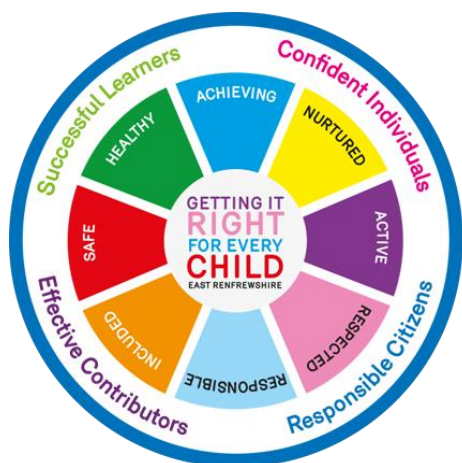 Successful Learners
Confident Individuals
Responsible Citizens
Effective Contributors
ACHIEVING
NURTURED
ACTIVE
RESPECTED
RESPONSIBLE
INCLUDED
SAFE
HEALTHY
GETTING IT
RIGHT
FOR EVERY
CHILD
EAST RENFREWSHIRE